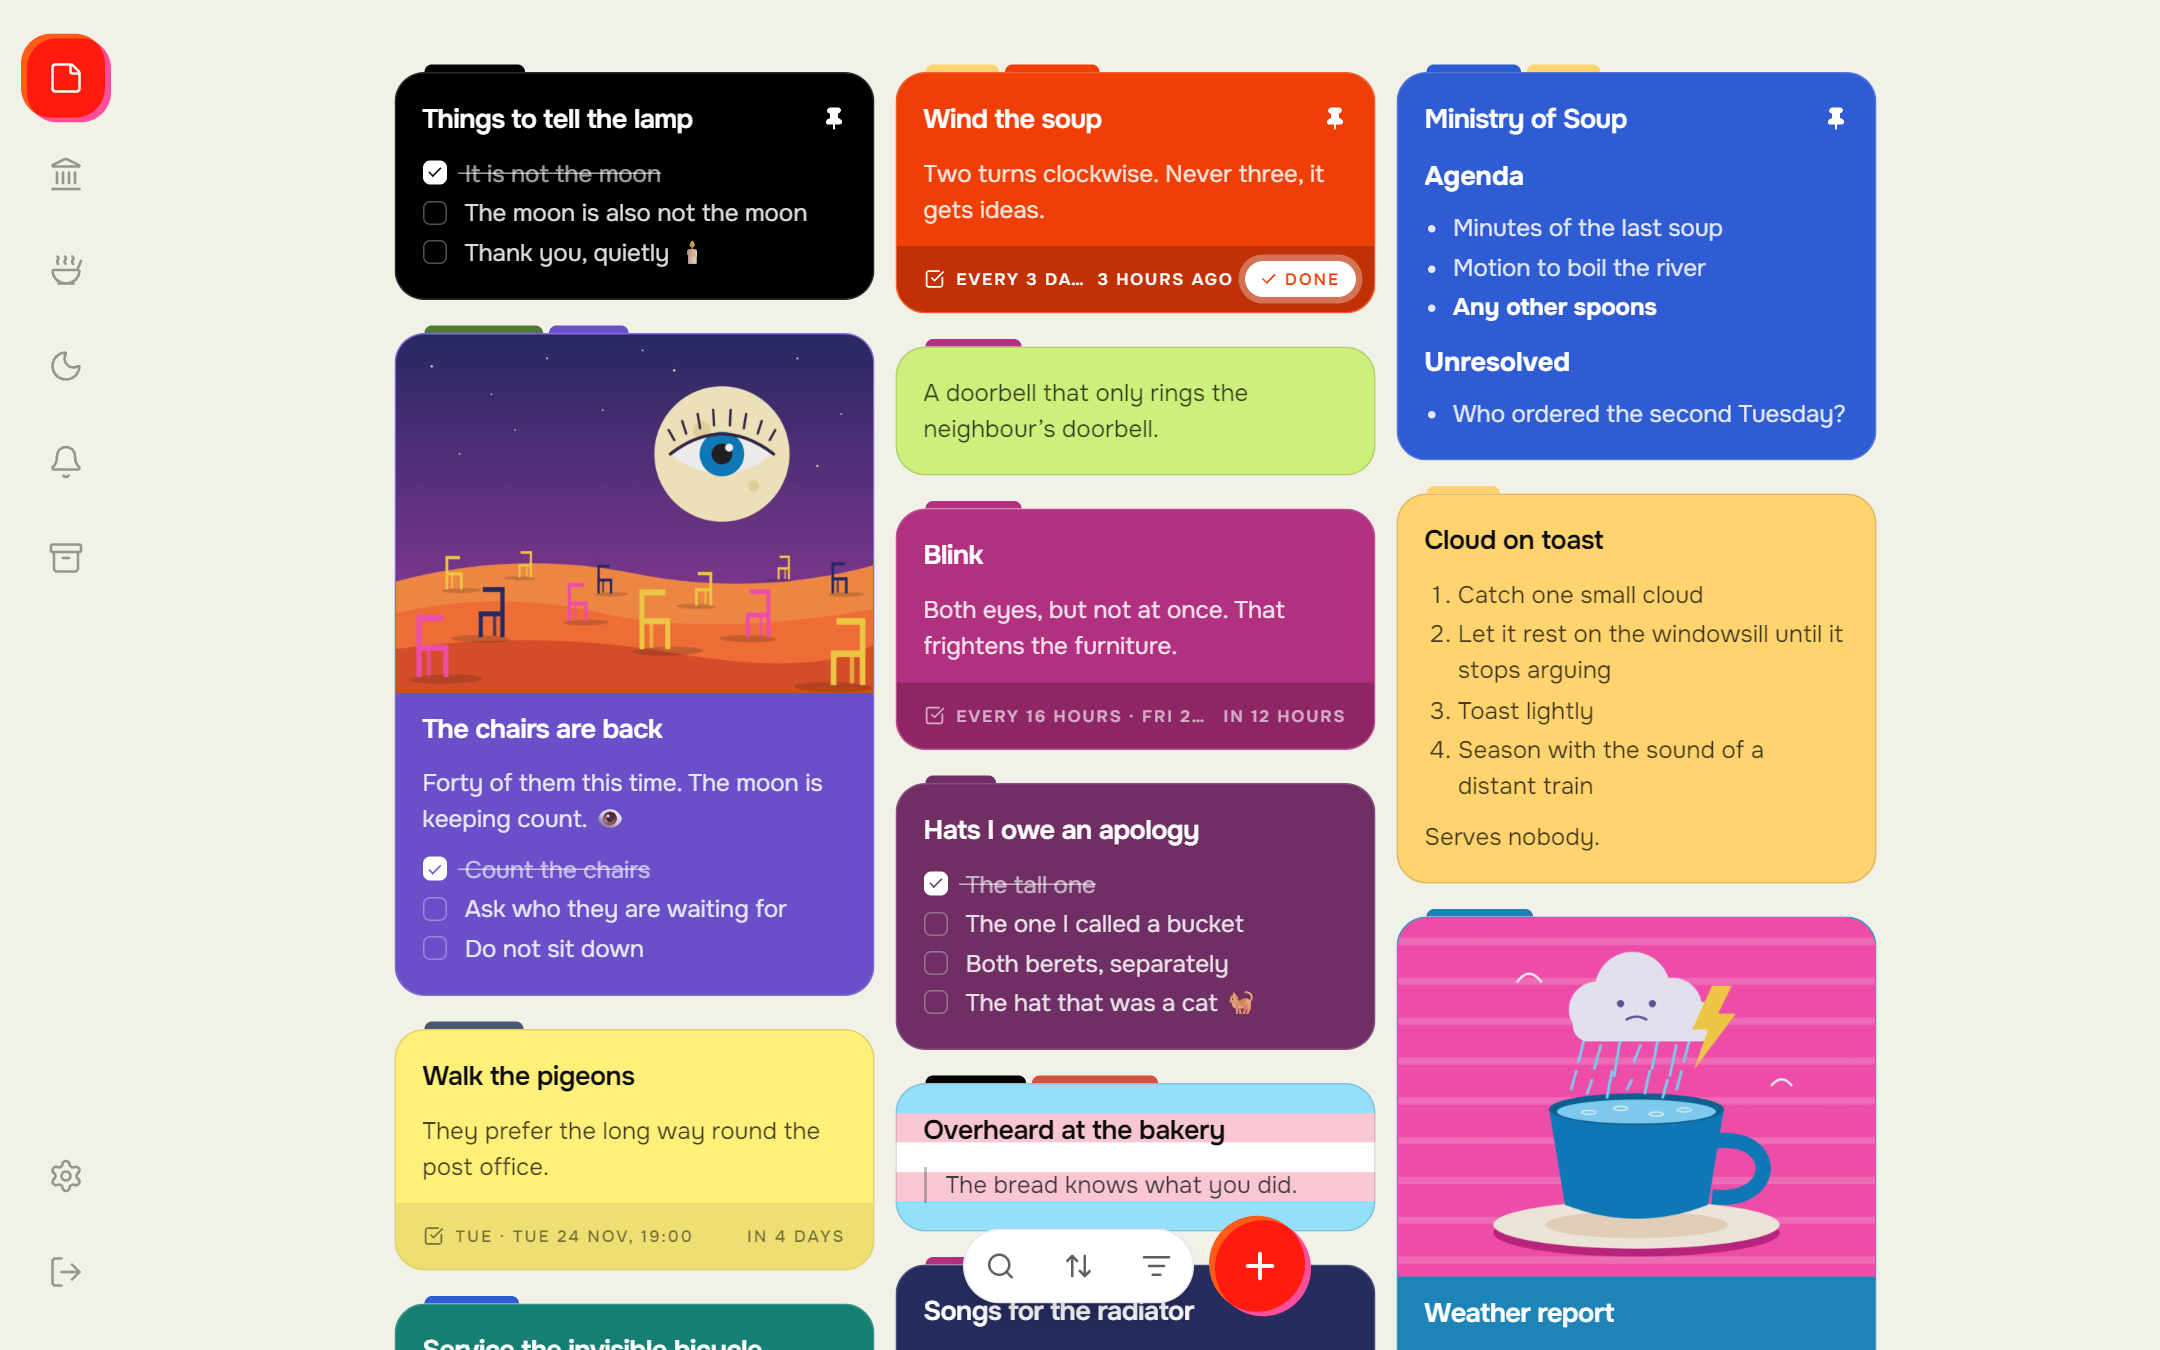 Things to tell the lamp
It is not the moon
The moon is also not the moon
Thank you, quietly 🕯️
The chairs are back
Forty of them this time. The moon is
keeping count. 👁️
Count the chairs
Ask who they are waiting for
Do not sit down
Walk the pigeons
They prefer the long way round the
post office.
TUE · TUE 24 NOV, 19:00 IN 4 DAYS
Service the invisible bicycle
Wind the soup
Two turns clockwise. Never three, it
gets ideas.
EVERY 3 DA... 3 HOURS AGO DONE
A doorbell that only rings the
neighbour's doorbell.
Blink
Both eyes, but not at once. That
frightens the furniture.
EVERY 16 HOURS · FRI 2... IN 12 HOURS
Hats I owe an apology
The tall one
The one I called a bucket
Both berets, separately
The hat that was a cat 🐈
Overheard at the bakery
The bread knows what you did.
Songs for the radiator
Ministry of Soup
Agenda
• Minutes of the last soup
• Motion to boil the river
• Any other spoons
Unresolved
• Who ordered the second Tuesday?
Cloud on toast
1. Catch one small cloud
2. Let it rest on the windowsill until it
stops arguing
3. Toast lightly
4. Season with the sound of a
distant train
Serves nobody.
Weather report